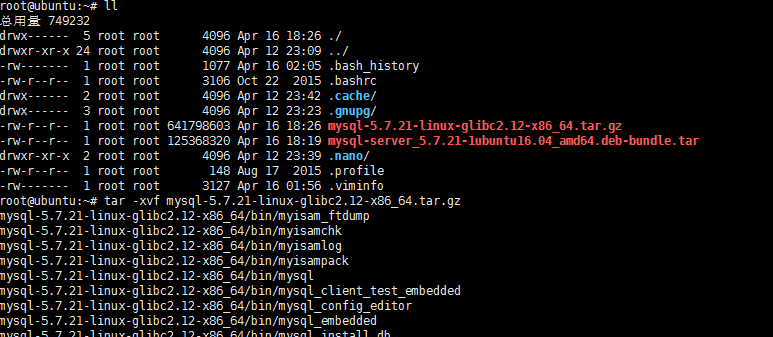 root@ubuntu:~# ll
总用量 749232
drwx------  5 root root      4096 Apr 16 18:26 ./
drwxr-xr-x 24 root root      4096 Apr 12 23:09 ../
-rw-------  1 root root      1077 Apr 16 02:05 .bash_history
-rw-r--r--  1 root root      3106 Oct 22  2015 .bashrc
drwx------  2 root root      4096 Apr 12 23:42 .cache/
drwx------  3 root root      4096 Apr 12 23:23 .gnupg/
-rw-r--r--  1 root root 641798603 Apr 16 18:26 mysql-5.7.21-linux-glibc2.12-x86_64.tar.gz
-rw-r--r--  1 root root 125368320 Apr 16 18:19 mysql-server_5.7.21-1ubuntu16.04_amd64.deb-bundle.tar
drwxr-xr-x  2 root root      4096 Apr 12 23:39 .nano/
-rw-r--r--  1 root root       148 Aug 17  2015 .profile
-rw-------  1 root root      3127 Apr 16 01:56 .viminfo
root@ubuntu:~# tar -xvf mysql-5.7.21-linux-glibc2.12-x86_64.tar.gz
mysql-5.7.21-linux-glibc2.12-x86_64/bin/myisam_ftdump
mysql-5.7.21-linux-glibc2.12-x86_64/bin/myisamchk
mysql-5.7.21-linux-glibc2.12-x86_64/bin/myisamlog
mysql-5.7.21-linux-glibc2.12-x86_64/bin/myisampack
mysql-5.7.21-linux-glibc2.12-x86_64/bin/mysql
mysql-5.7.21-linux-glibc2.12-x86_64/bin/mysql_client_test_embedded
mysql-5.7.21-linux-glibc2.12-x86_64/bin/mysql_config_editor
mysql-5.7.21-linux-glibc2.12-x86_64/bin/mysql_embedded
mysql-5.7.21-linux-glibc2.12-x86_64/bin/mysql_install_db